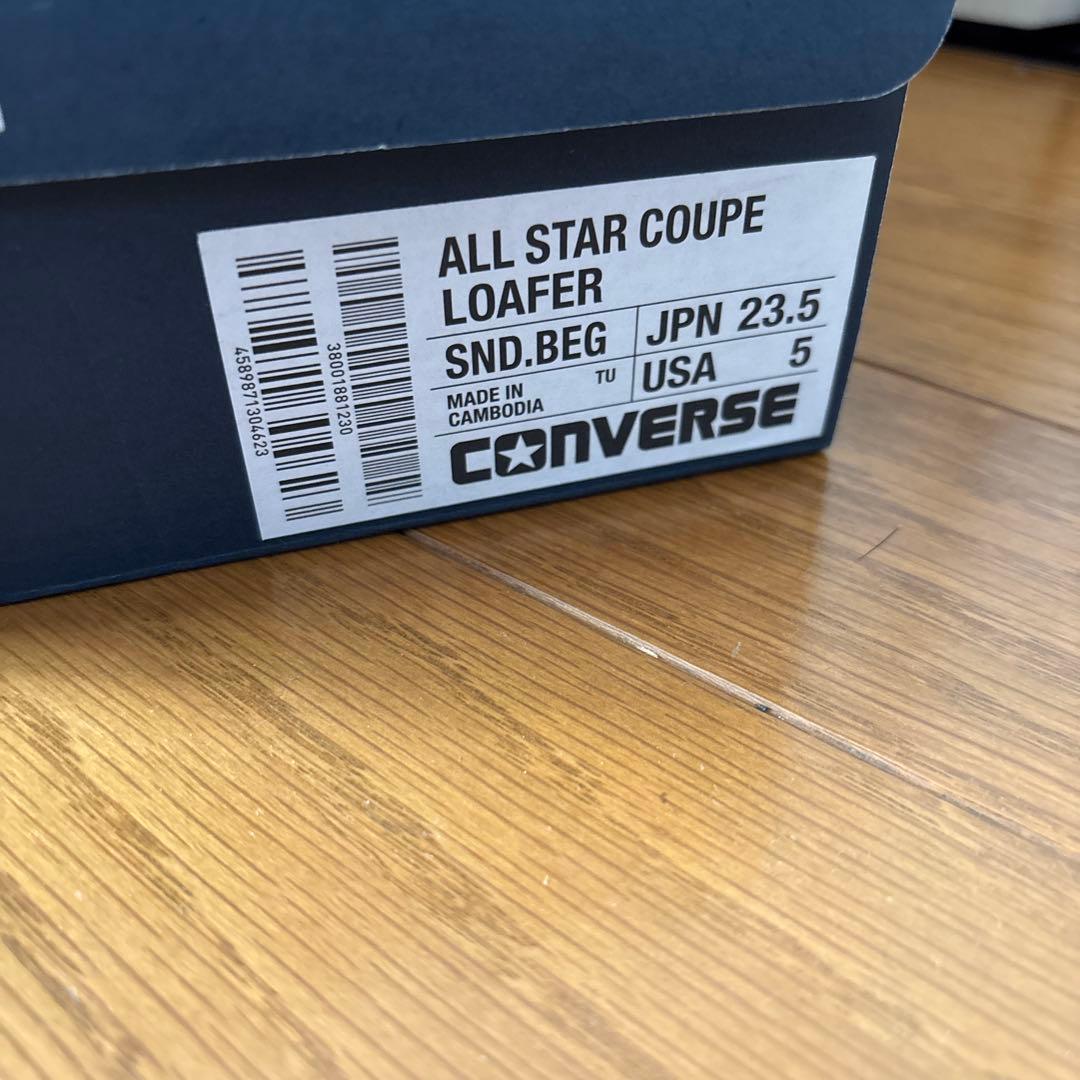 ALL STAR COUPE
LOAFER
SND.BEG
JPN 23.5
MADE IN
CAMBODIA
TU
USA 5
CONVERSE
4589871304623
38001881230